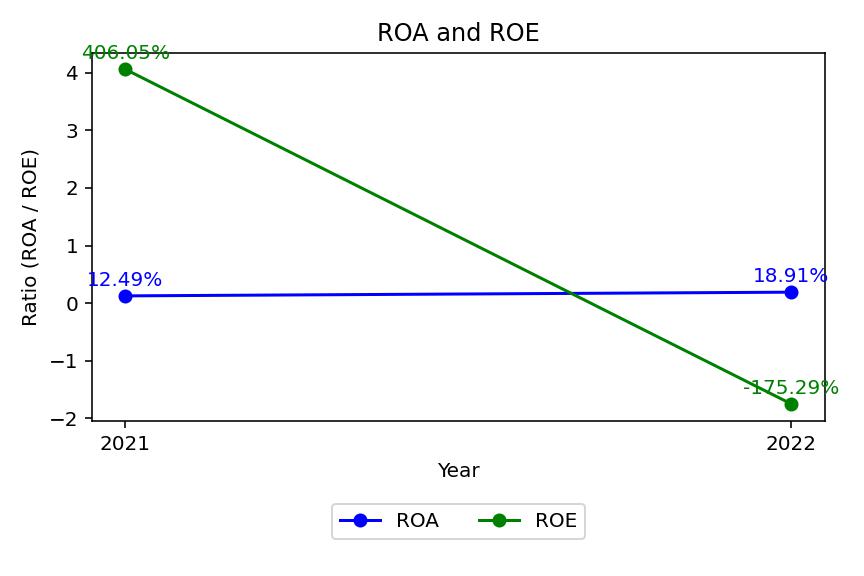 ROA and ROE
406.05%
4
3
2
1
0
−1
−2
Ratio (ROA / ROE)
12.49%
18.91%
-175.29%
2021
2022
Year
ROA
ROE